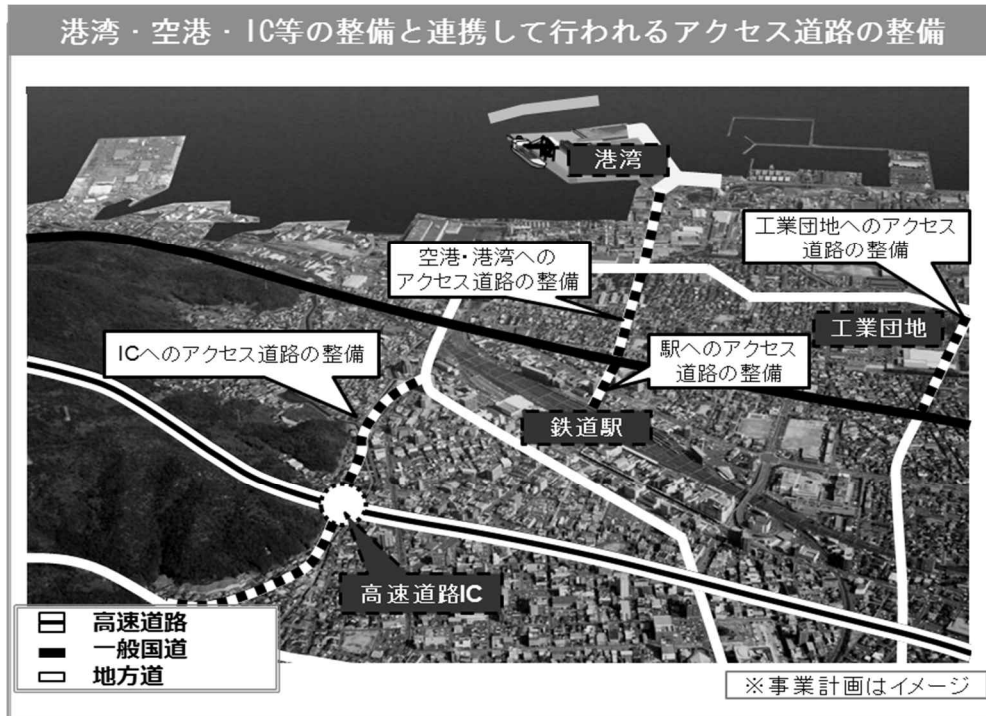 港湾・空港・IC等の整備と連携して行われるアクセス道路の整備
港湾
工業団地へのアクセス
道路の整備
空港・港湾への
アクセス道路の整備
工業団地
ICへのアクセス道路の整備
駅へのアクセス
道路の整備
鉄道駅
高速道路IC
高速道路
一般国道
地方道
※事業計画はイメージ